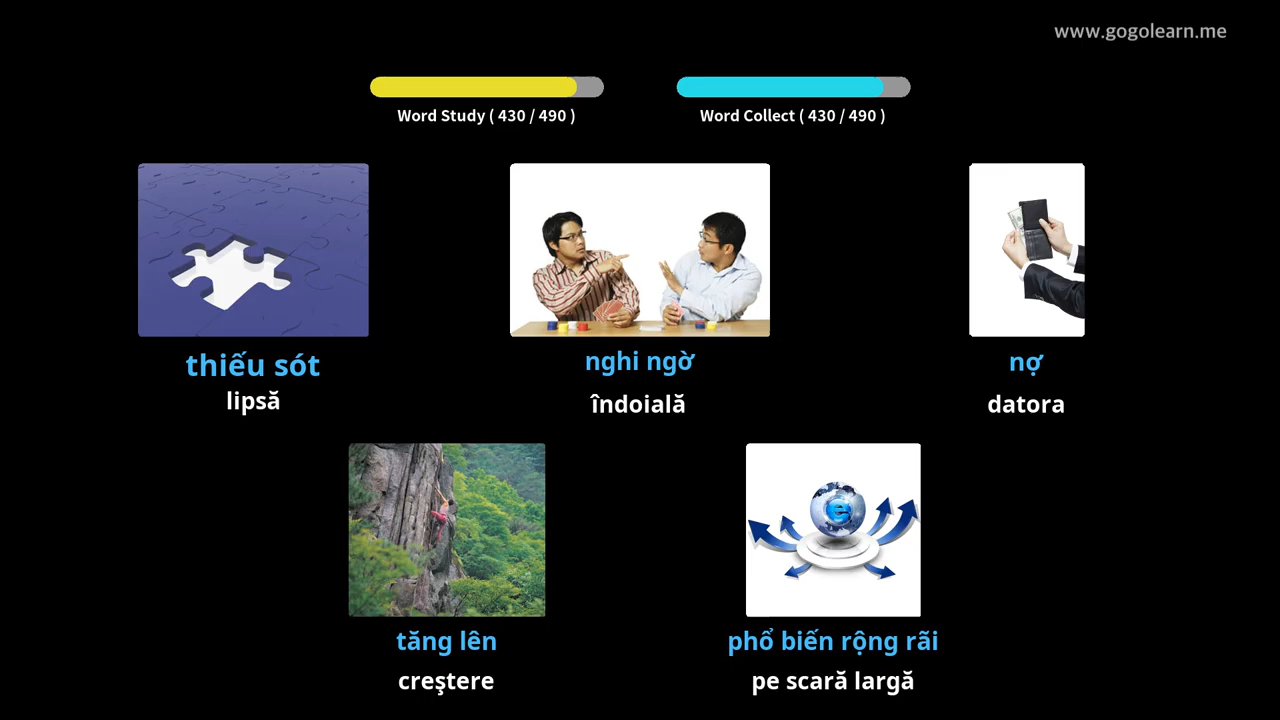 www.gogolearn.me
Word Study ( 430 / 490 )
Word Collect ( 430 / 490 )
thiếu sót
lipsă
nghi ngờ
îndoială
nợ
datora
tăng lên
creştere
phổ biến rộng rãi
pe scară largă